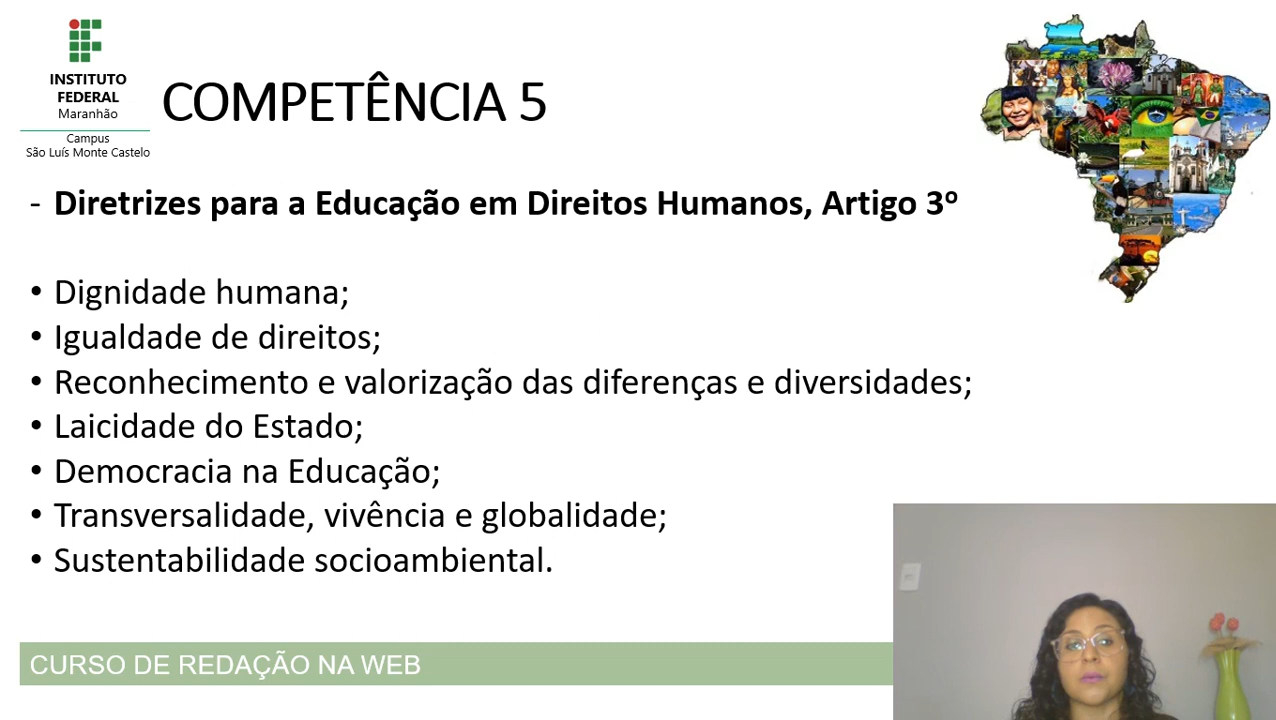 INSTITUTO
FEDERAL
Maranhão
Campus
São Luís Monte Castelo
COMPETÊNCIA 5
- Diretrizes para a Educação em Direitos Humanos, Artigo 3º
• Dignidade humana;
• Igualdade de direitos;
• Reconhecimento e valorização das diferenças e diversidades;
• Laicidade do Estado;
• Democracia na Educação;
• Transversalidade, vivência e globalidade;
• Sustentabilidade socioambiental.
CURSO DE REDAÇÃO NA WEB